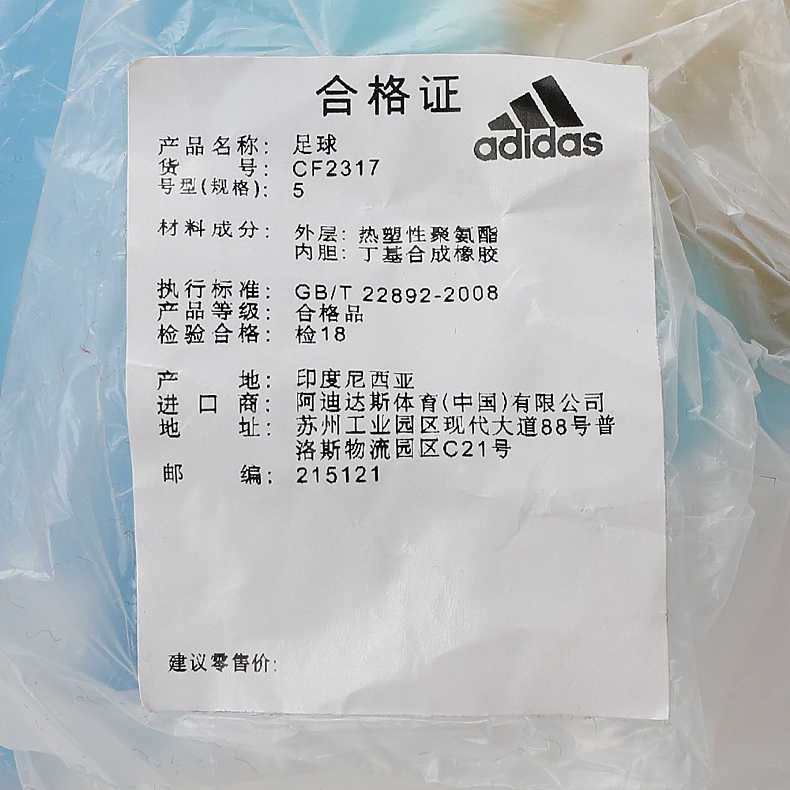 合格证
adidas
产品名称: 足球
货 号: CF2317
号型(规格): 5
材料成分: 外层: 热塑性聚氨酯
内胆: 丁基合成橡胶
执行标准: GB/T 22892-2008
产品等级: 合格品
检验合格: 检18
产 地: 印度尼西亚
进口商: 阿迪达斯体育(中国)有限公司
地 址: 苏州工业园区现代大道88号普
洛斯物流园区C21号
邮 编: 215121
建议零售价: